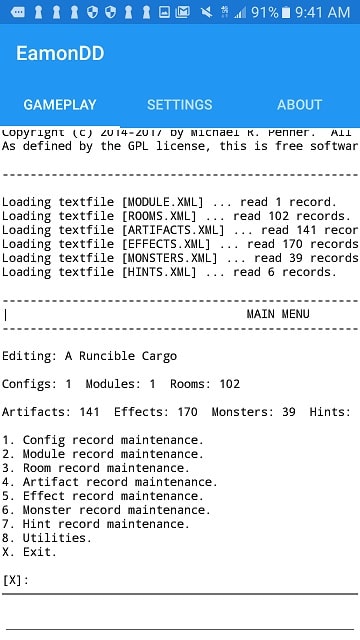 91% 9:41 AM
EamonDD
GAMEPLAY SETTINGS ABOUT
Copyright (c) 2014-2017 by Michael R. Penner. All
As defined by the GPL license, this is free softwar
------------------------------------------------
Loading textfile [MODULE.XML] ... read 1 record.
Loading textfile [ROOMS.XML] ... read 102 records.
Loading textfile [ARTIFACTS.XML] ... read 141 recor
Loading textfile [EFFECTS.XML] ... read 170 records
Loading textfile [MONSTERS.XML] ... read 39 records
Loading textfile [HINTS.XML] ... read 6 records.
------------------------------------------------
| MAIN MENU
------------------------------------------------
Editing: A Runcible Cargo
Configs: 1 Modules: 1 Rooms: 102
Artifacts: 141 Effects: 170 Monsters: 39 Hints:
1. Config record maintenance.
2. Module record maintenance.
3. Room record maintenance.
4. Artifact record maintenance.
5. Effect record maintenance.
6. Monster record maintenance.
7. Hint record maintenance.
8. Utilities.
X. Exit.
[X]: